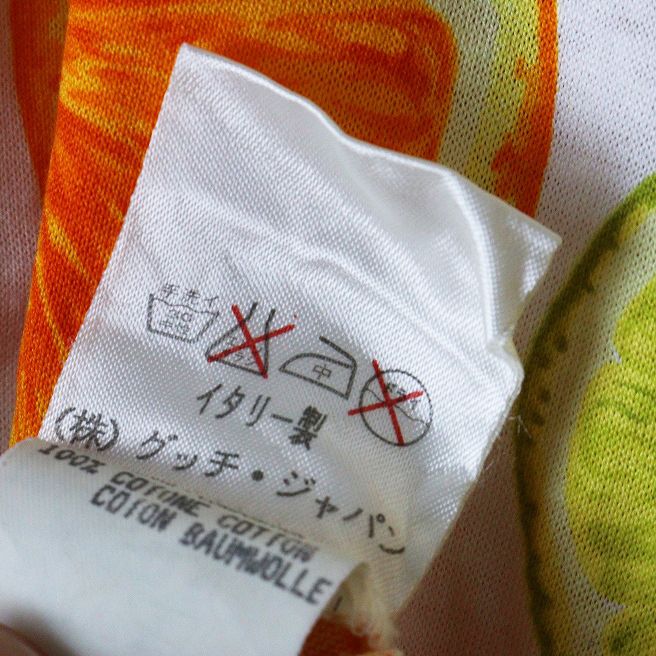 手洗イ
30
中
イタリー製
(株) グッチ・ジャパン
100% COTONE COTTON
COTON BAUMWOLLE